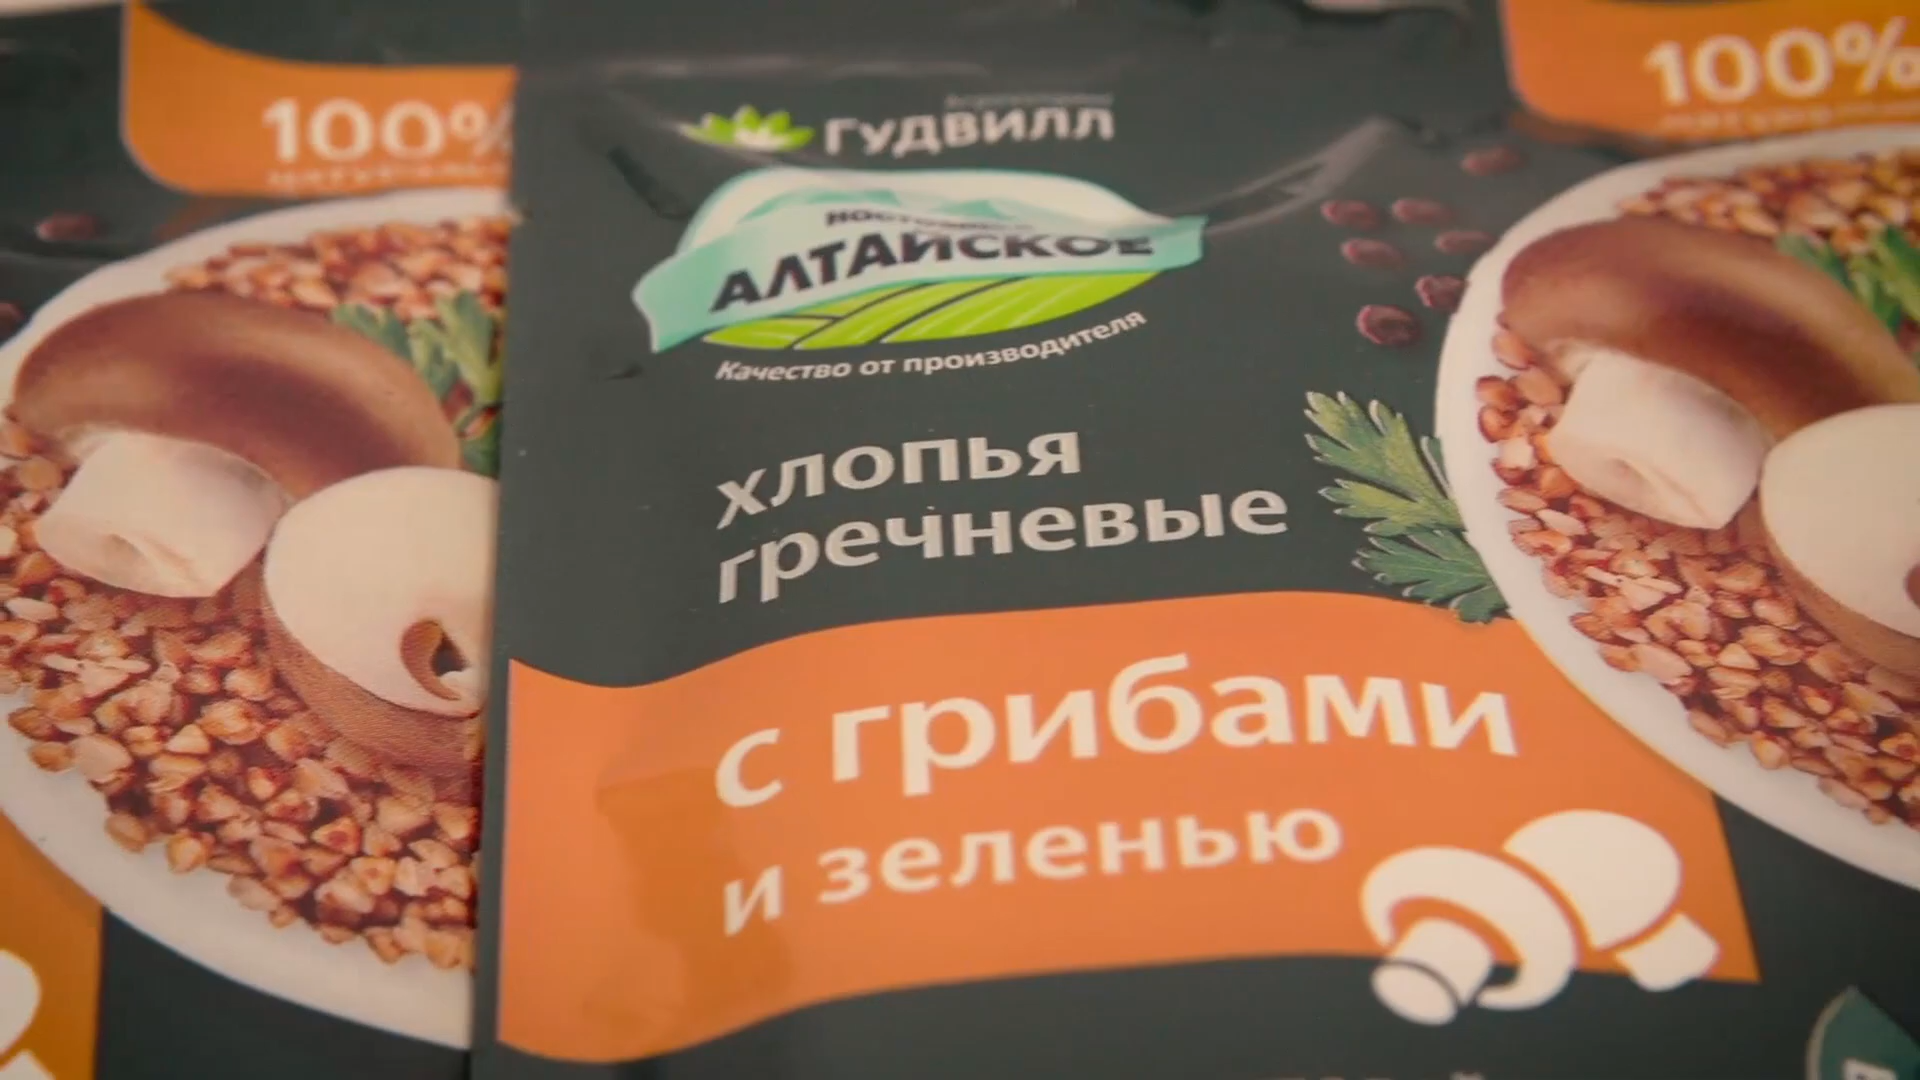 100%
100%
ГУДВИЛЛ
АЛТАЙСКОЕ
Качество от производителя
хлопья
гречневые
с грибами
и зеленью